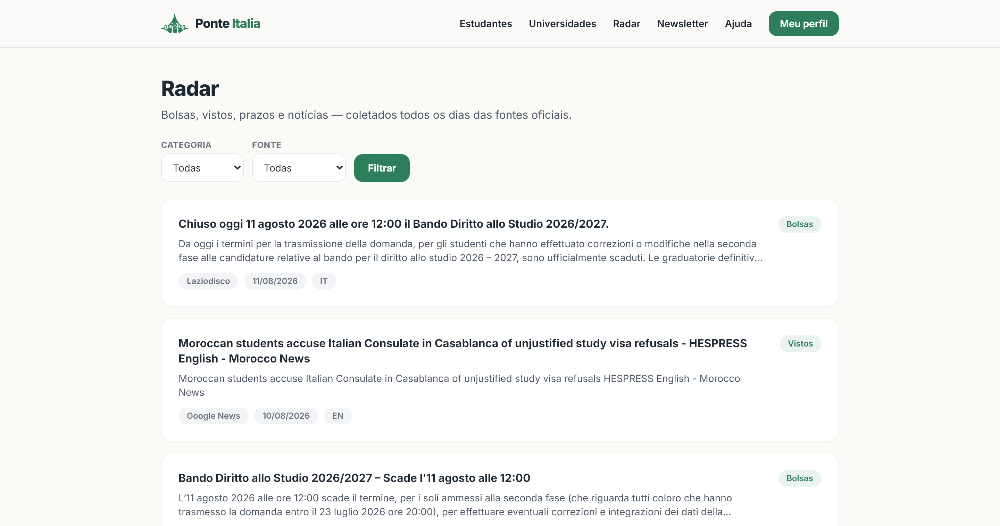 Ponte Italia
Estudantes
Universidades
Radar
Newsletter
Ajuda
Meu perfil
Radar
Bolsas, vistos, prazos e notícias — coletados todos os dias das fontes oficiais.
CATEGORIA
FONTE
Todas
Todas
Filtrar
Chiuso oggi 11 agosto 2026 alle ore 12:00 il Bando Diritto allo Studio 2026/2027.
Bolsas
Da oggi i termini per la trasmissione della domanda, per gli studenti che hanno effettuato correzioni o modifiche nella seconda
fase alle candidature relative al bando per il diritto allo studio 2026 – 2027, sono ufficialmente scaduti. Le graduatorie definitiv…
Laziodisco
11/08/2026
IT
Moroccan students accuse Italian Consulate in Casablanca of unjustified study visa refusals - HESPRESS
English - Morocco News
Vistos
Moroccan students accuse Italian Consulate in Casablanca of unjustified study visa refusals HESPRESS English - Morocco
News
Google News
10/08/2026
EN
Bando Diritto allo Studio 2026/2027 – Scade l’11 agosto alle 12:00
Bolsas
L’11 agosto 2026 alle ore 12:00 scade il termine, per i soli ammessi alla seconda fase (che riguarda tutti coloro che hanno
trasmesso la domanda entro il 23 luglio 2026 ore 20:00), per effettuare eventuali correzioni e integrazioni dei dati della…